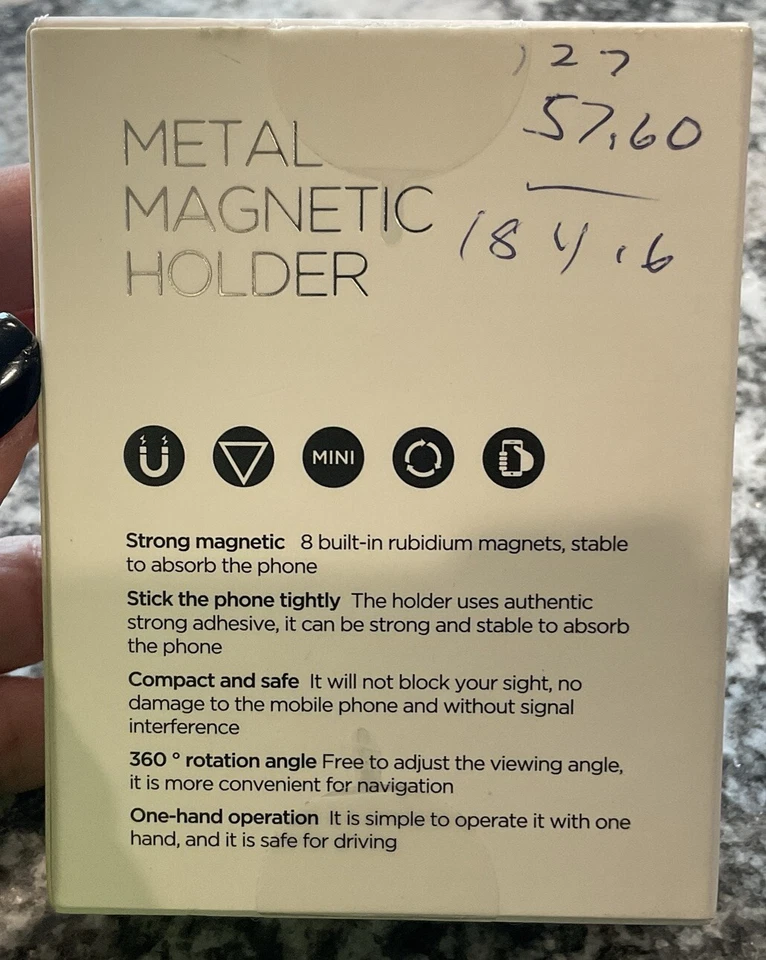 127
57.60
184.6
METAL
MAGNETIC
HOLDER
MINI
Strong magnetic 8 built-in rubidium magnets, stable
to absorb the phone
Stick the phone tightly The holder uses authentic
strong adhesive, it can be strong and stable to absorb
the phone
Compact and safe It will not block your sight, no
damage to the mobile phone and without signal
interference
360 ° rotation angle Free to adjust the viewing angle,
it is more convenient for navigation
One-hand operation It is simple to operate it with one
hand, and it is safe for driving